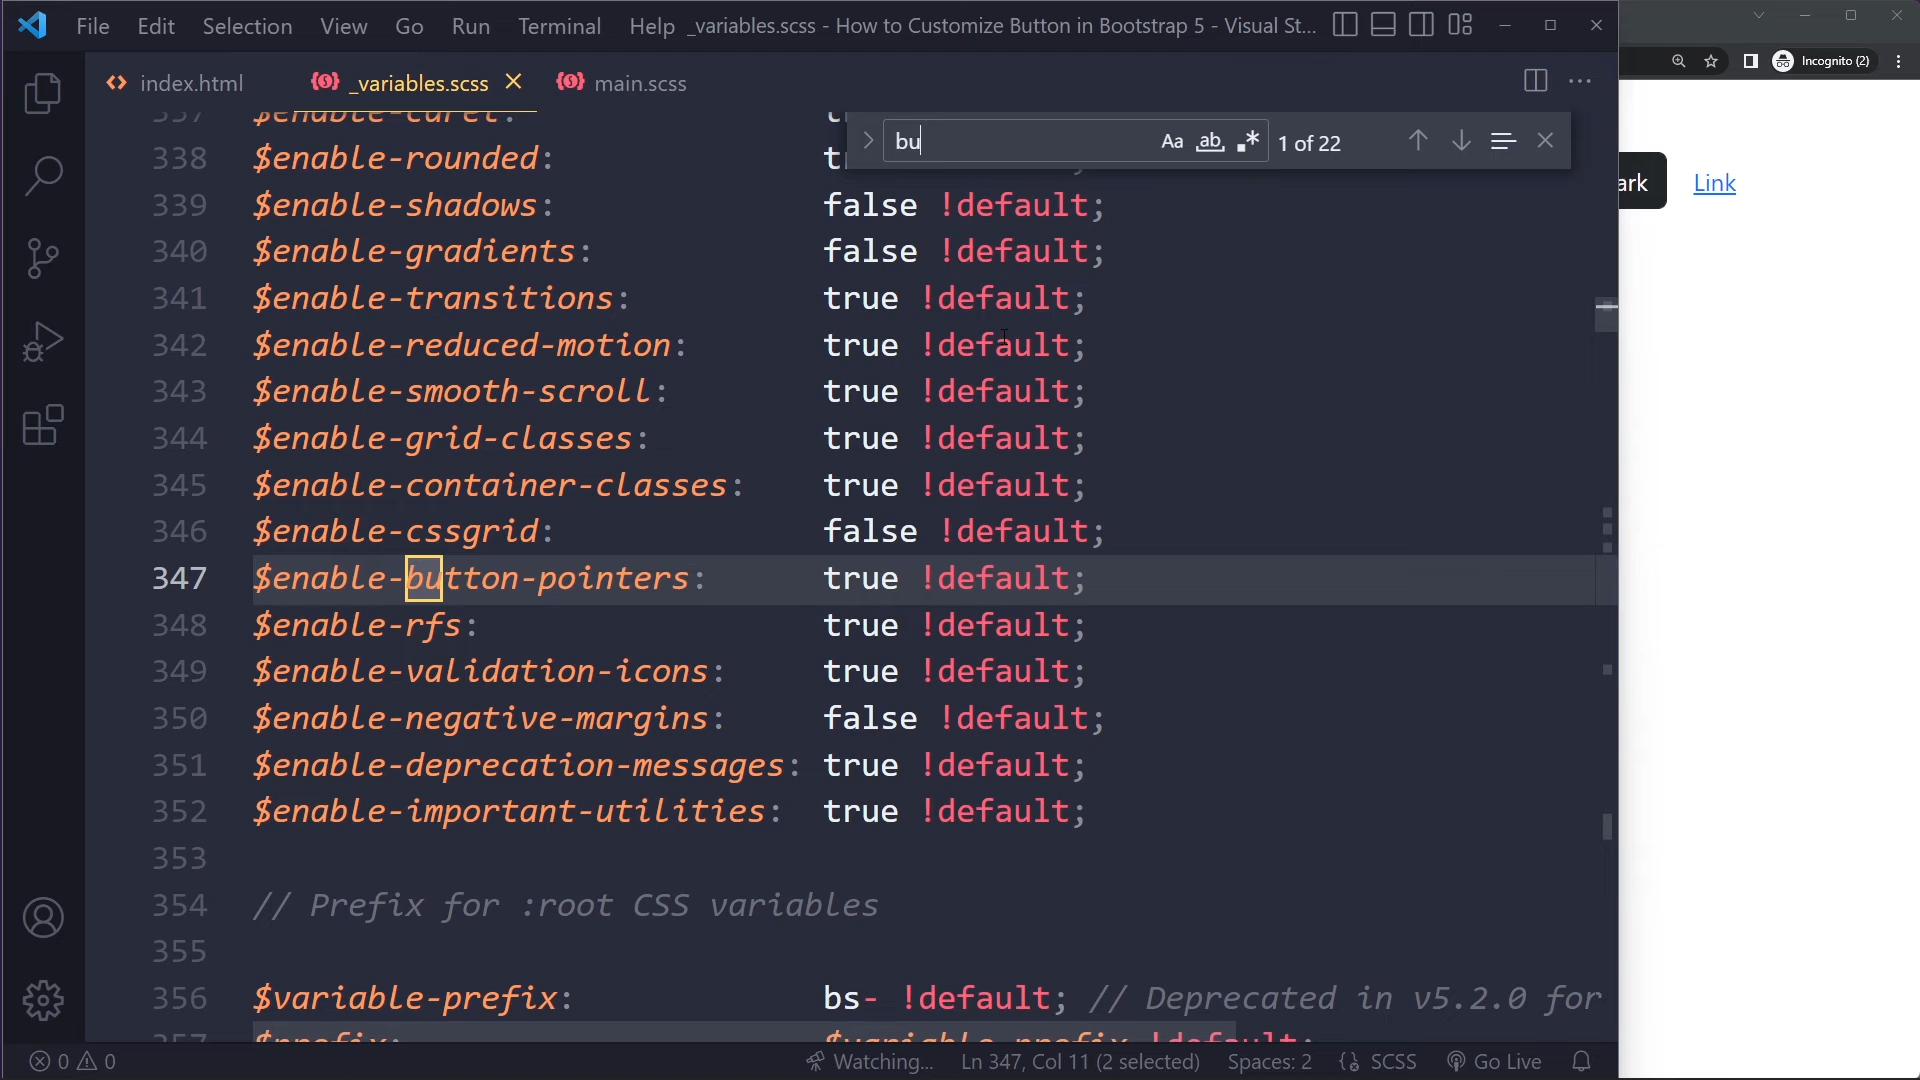 File Edit Selection View Go Run Terminal Help _variables.scss - How to Customize Button in Bootstrap 5 - Visual St...
Incognito (2)
index.html _variables.scss main.scss
bu Aa ab 1 of 22
338 $enable-rounded:
339 $enable-shadows: false !default;
340 $enable-gradients: false !default;
341 $enable-transitions: true !default;
342 $enable-reduced-motion: true !default;
343 $enable-smooth-scroll: true !default;
344 $enable-grid-classes: true !default;
345 $enable-container-classes: true !default;
346 $enable-cssgrid: false !default;
347 $enable-button-pointers: true !default;
348 $enable-rfs: true !default;
349 $enable-validation-icons: true !default;
350 $enable-negative-margins: false !default;
351 $enable-deprecation-messages: true !default;
352 $enable-important-utilities: true !default;
353
354 // Prefix for :root CSS variables
355
356 $variable-prefix: bs- !default; // Deprecated in v5.2.0 for
357 $prefix: $variable-prefix !default;
ark Link
0 0 Watching... Ln 347, Col 11 (2 selected) Spaces: 2 SCSS Go Live